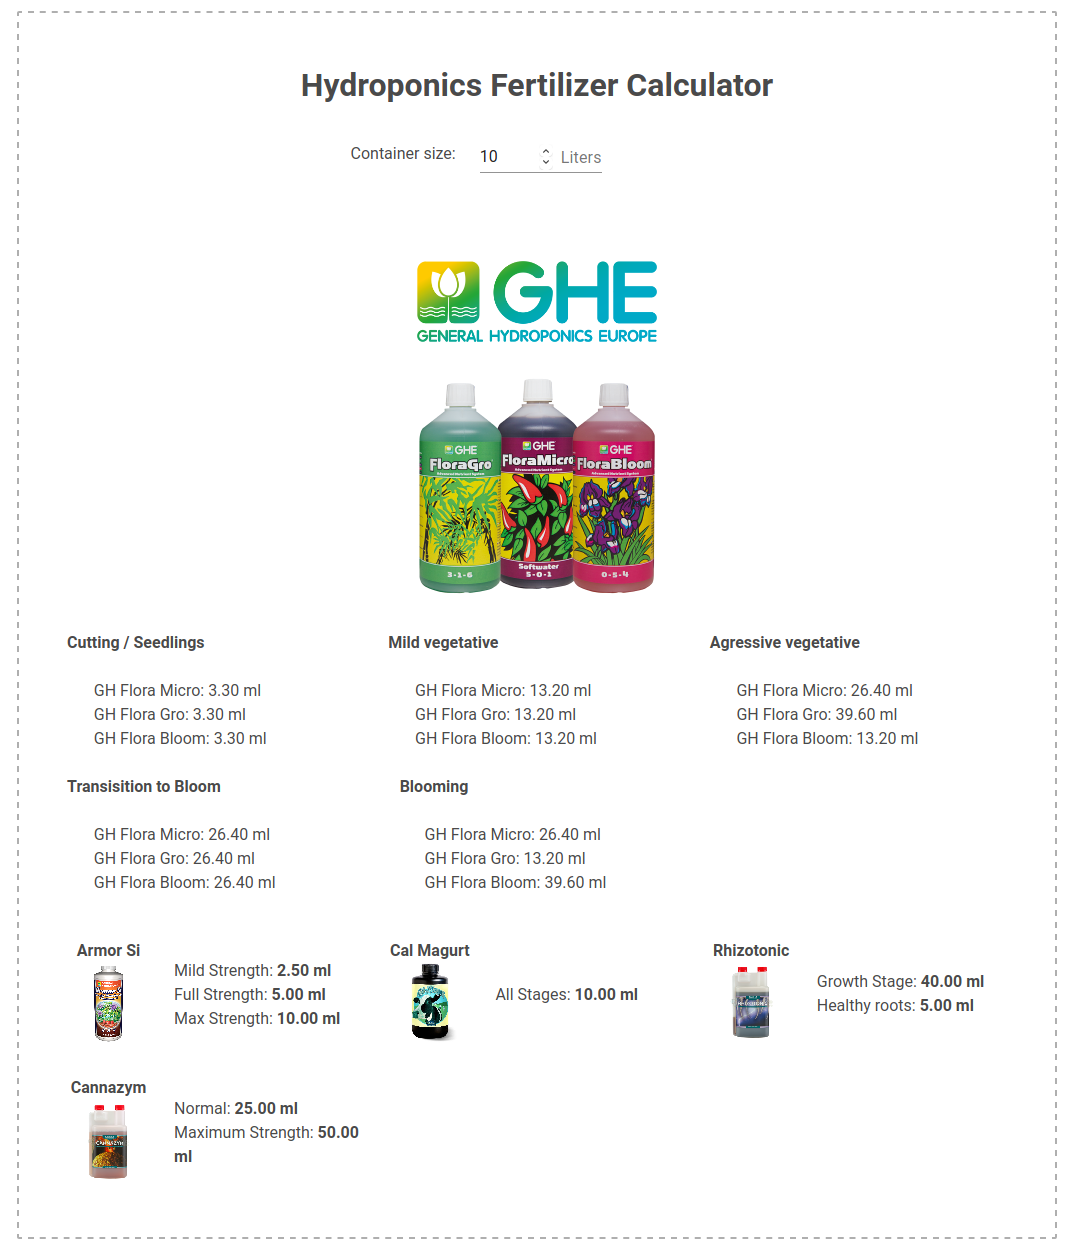 Hydroponics Fertilizer Calculator
Container size: 10 Liters
GHE
GENERAL HYDROPONICS EUROPE
GHE GHE GHE
FloraGro FloraMicro FloraBloom
Softwater
3-1-6 5-0-1 0-5-4
Cutting / Seedlings
GH Flora Micro: 3.30 ml
GH Flora Gro: 3.30 ml
GH Flora Bloom: 3.30 ml
Mild vegetative
GH Flora Micro: 13.20 ml
GH Flora Gro: 13.20 ml
GH Flora Bloom: 13.20 ml
Agressive vegetative
GH Flora Micro: 26.40 ml
GH Flora Gro: 39.60 ml
GH Flora Bloom: 13.20 ml
Transisition to Bloom
GH Flora Micro: 26.40 ml
GH Flora Gro: 26.40 ml
GH Flora Bloom: 26.40 ml
Blooming
GH Flora Micro: 26.40 ml
GH Flora Gro: 13.20 ml
GH Flora Bloom: 39.60 ml
Armor Si
Mild Strength: 2.50 ml
Full Strength: 5.00 ml
Max Strength: 10.00 ml
Cal Magurt
All Stages: 10.00 ml
Rhizotonic
Growth Stage: 40.00 ml
Healthy roots: 5.00 ml
Cannazym
CANNAZYM
Normal: 25.00 ml
Maximum Strength: 50.00
ml